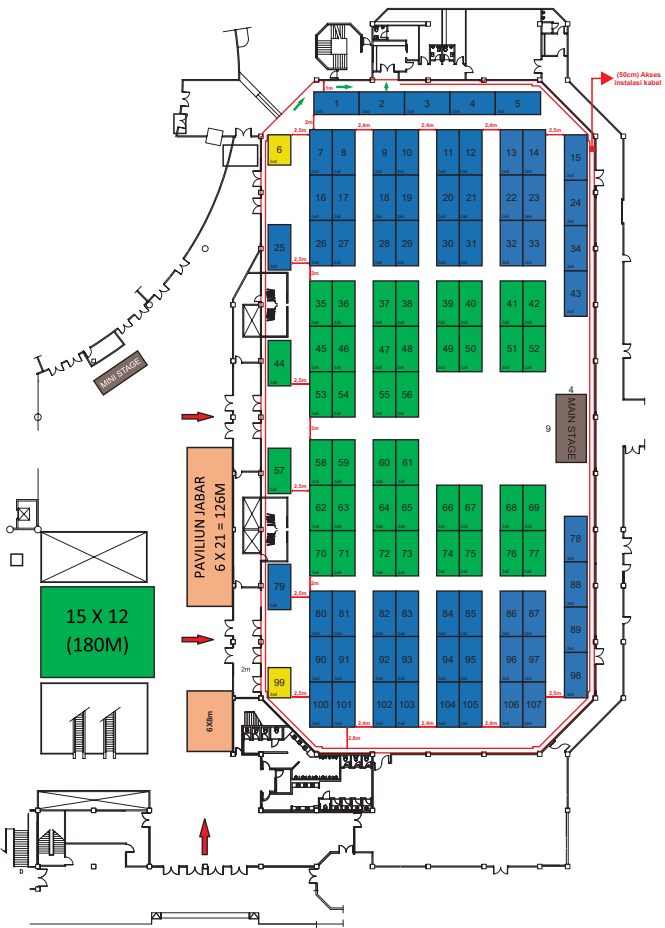 (50cm) Akses
instalasi kabel
1m
1 2 3 4 5
2m
2,5m 2,4m 2,4m 2,4m 2,5m
6 7 8 9 10 11 12 13 14 15
16 17 18 19 20 21 22 23 24
25 26 27 28 29 30 31 32 33 34
2,5m
2m
43
35 36 37 38 39 40 41 42
44 45 46 47 48 49 50 51 52
MINI STAGE
2,5m
53 54 55 56
4
9
MAIN STAGE
3m
57 58 59 60 61
2,5m
62 63 64 65 66 67 68 69
70 71 72 73 74 75 76 77 78
PAVILIUN JABAR
6 X 21 = 126M
2m
79 80 81 82 83 84 85 86 87 88
15 X 12
(180M)
90 91 92 93 94 95 96 97 89
2m
99 98
2,5m 2,5m
100 101 102 103 104 105 106 107
6X8m
2,4m 2,4m 2,4m
2,8m